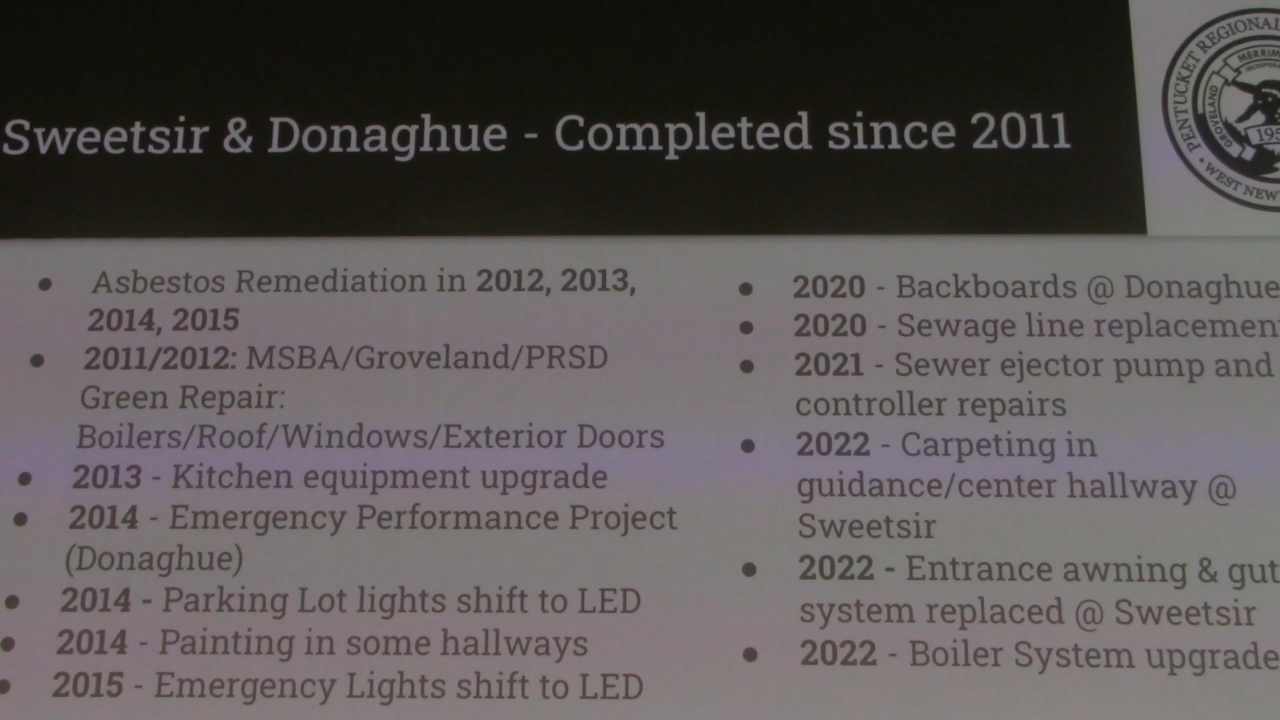 Sweetsir & Donaghue - Completed since 2011
PENTUCKET REGIONAL
GROVELAND
WEST
● Asbestos Remediation in 2012, 2013,
2014, 2015
● 2011/2012: MSBA/Groveland/PRSD
Green Repair:
Boilers/Roof/Windows/Exterior Doors
● 2013 - Kitchen equipment upgrade
● 2014 - Emergency Performance Project
(Donaghue)
● 2014 - Parking Lot lights shift to LED
● 2014 - Painting in some hallways
● 2015 - Emergency Lights shift to LED
● 2020 - Backboards @ Donaghue
● 2020 - Sewage line replacemen
● 2021 - Sewer ejector pump and
controller repairs
● 2022 - Carpeting in
guidance/center hallway @
Sweetsir
● 2022 - Entrance awning & gut
system replaced @ Sweetsir
● 2022 - Boiler System upgrade